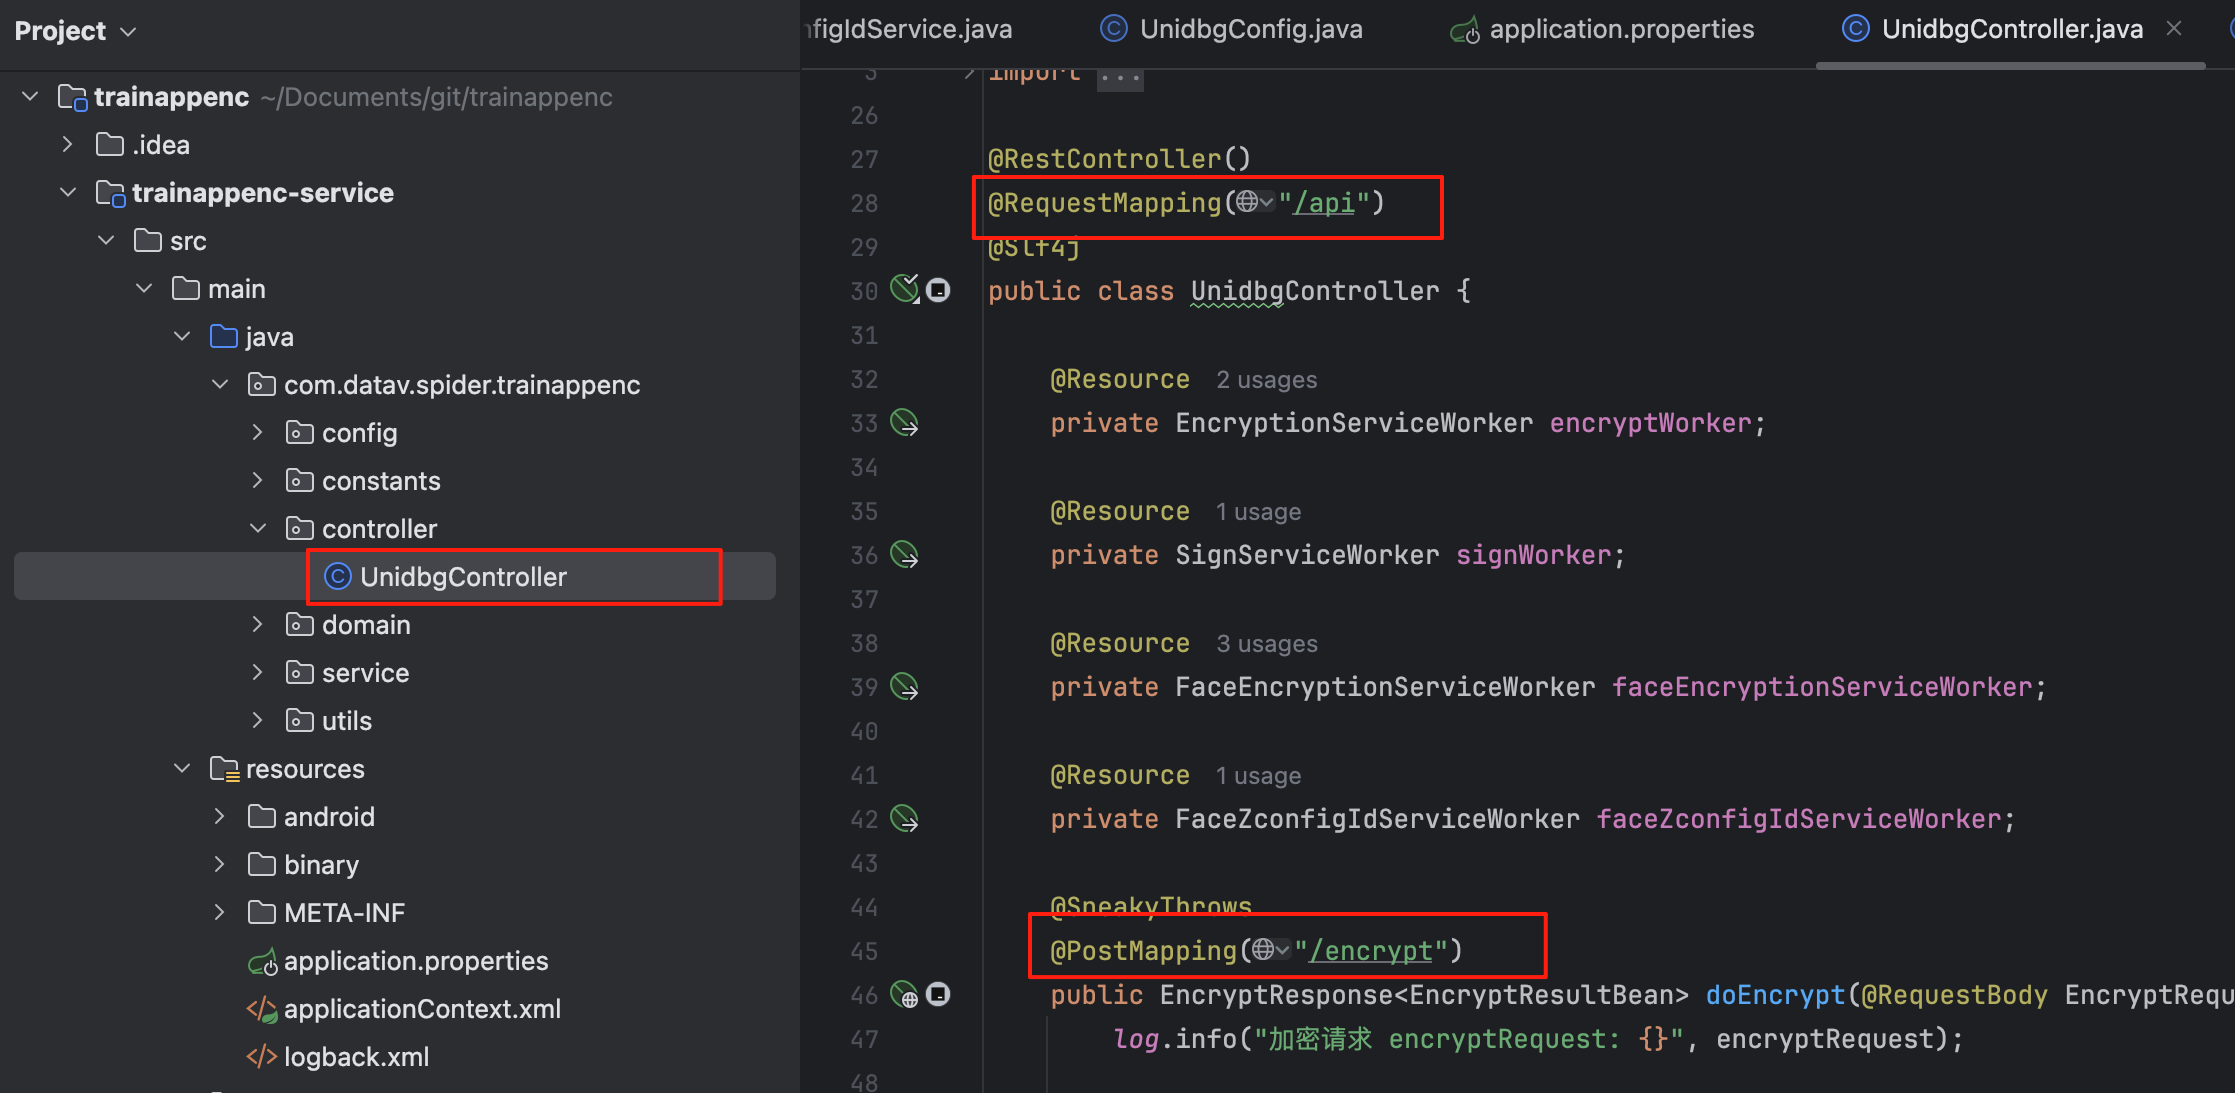 Project
trainappenc ~/Documents/git/trainappenc
.idea
trainappenc-service
src
main
java
com.datav.spider.trainappenc
config
constants
controller
UnidbgController
domain
service
utils
resources
android
binary
META-INF
application.properties
applicationContext.xml
logback.xml
figIdService.java UnidbgConfig.java application.properties UnidbgController.java
3 import ...
26
27 @RestController()
28 @RequestMapping("/api")
29 @Slf4j
30 public class UnidbgController {
31
32 @Resource 2 usages
33 private EncryptionServiceWorker encryptWorker;
34
35 @Resource 1 usage
36 private SignServiceWorker signWorker;
37
38 @Resource 3 usages
39 private FaceEncryptionServiceWorker faceEncryptionServiceWorker;
40
41 @Resource 1 usage
42 private FaceZconfigIdServiceWorker faceZconfigIdServiceWorker;
43
44 @SneakyThrows
45 @PostMapping("/encrypt")
46 public EncryptResponse<EncryptResultBean> doEncrypt(@RequestBody EncryptRequ
47 log.info("加密请求 encryptRequest: {}", encryptRequest);
48